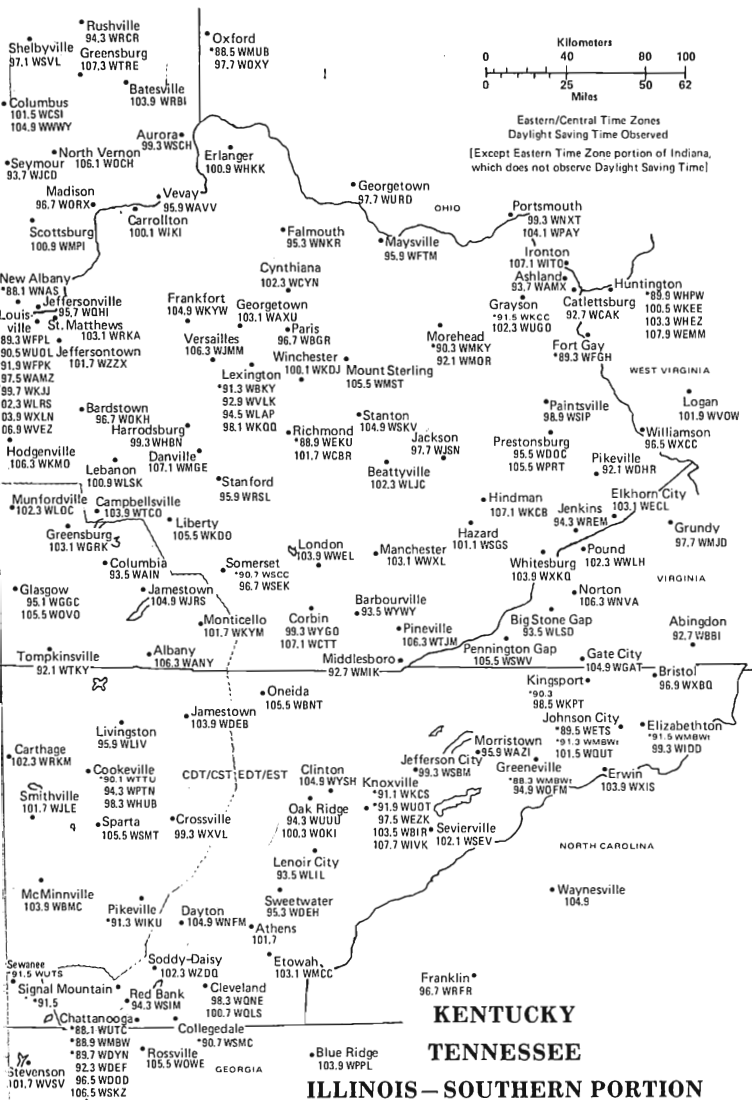 Rushville
94.3 WRCR
Shelbyville
97.1 WSVL
Greensburg
107.3 WTRE
Oxford
*88.5 WMUB
97.7 WOXY
Batesville
103.9 WRBI
Columbus
101.5 WCSI
104.9 WWWY
Aurora
99.3 WSCH
Kilometers
0 40 80 100
0 25 50 62
Miles
Eastern/Central Time Zones
Daylight Saving Time Observed
[Except Eastern Time Zone portion of Indiana,
which does not observe Daylight Saving Time]
North Vernon
106.1 WOCH
Seymour
93.7 WJCD
Erlanger
100.9 WHKK
Madison
96.7 WORX
Vevay
95.9 WAVV
Georgetown
97.7 WURD
OHIO
Portsmouth
99.3 WNXT
104.1 WPAY
Scottsburg
100.9 WMPI
Carrollton
100.1 WIKI
Falmouth
95.3 WNKR
Maysville
95.9 WFTM
Ironton
107.1 WITO
Ashland
93.7 WAMX
New Albany
*88.1 WNAS
Jeffersonville
95.7 WQHI
Cynthiana
102.3 WCYN
Huntington
*89.9 WHPW
100.5 WKEE
103.3 WHEZ
107.9 WEMM
Louis-
ville
89.3 WFPL
90.5 WUOL
91.9 WFPK
97.5 WAMZ
99.7 WKJJ
02.3 WLRS
03.9 WXLN
06.9 WVEZ
St. Matthews
103.1 WRKA
Jeffersontown
101.7 WZZX
Frankfort
104.9 WKYW
Georgetown
103.1 WAXU
Grayson
*91.5 WKCC
102.3 WUGO
Catlettsburg
92.7 WCAK
Versailles
106.3 WJMM
Paris
96.7 WBGR
Morehead
*90.3 WMKY
92.1 WMOR
Fort Gay
*89.3 WFGH
Winchester
100.1 WKDJ
Lexington
*91.3 WBKY
92.9 WVLK
94.5 WLAP
98.1 WKQQ
Mount Sterling
105.5 WMST
WEST VIRGINIA
Bardstown
96.7 WOKH
Harrodsburg
99.3 WHBN
Stanton
104.9 WSKV
Paintsville
98.9 WSIP
Logan
101.9 WVOW
Richmond
*88.9 WEKU
101.7 WCBR
Jackson
97.7 WJSN
Prestonsburg
95.5 WDOC
105.5 WPRT
Williamson
96.5 WXCC
Hodgenville
106.3 WKMO
Danville
107.1 WMGE
Lebanon
100.9 WLSK
Beattyville
102.3 WLJC
Pikeville
92.1 WDHR
Stanford
95.9 WRSL
Munfordville
102.3 WLOC
Campbellsville
103.9 WTCO
Hindman
107.1 WKCB
Elkhorn City
103.1 WECL
Liberty
105.5 WKDO
Jenkins
94.3 WREM
Grundy
97.7 WMJD
Greensburg
103.1 WGRK
London
103.9 WWEL
Hazard
101.1 WSGS
Manchester
103.1 WWXL
Pound
102.3 WWLH
Columbia
93.5 WAIN
Somerset
*90.7 WSCC
96.7 WSEK
Whitesburg
103.9 WXKQ
VIRGINIA
Glasgow
95.1 WGGC
105.5 WOVO
Jamestown
104.9 WJRS
Norton
106.3 WNVA
Barbourville
93.5 WYWY
Monticello
101.7 WKYM
Corbin
99.3 WYGO
107.1 WCTT
Big Stone Gap
93.5 WLSD
Abingdon
92.7 WBBI
Pineville
106.3 WTJM
Pennington Gap
105.5 WSWV
Tompkinsville
92.1 WTKY
Albany
106.3 WANY
Middlesboro
92.7 WMIK
Gate City
104.9 WGAT
Kingsport
*90.3
98.5 WKPT
Bristol
96.9 WXBQ
Oneida
105.5 WBNT
Jamestown
103.9 WDEB
Livingston
95.9 WLIV
Johnson City
*89.5 WETS
*91.3 WMBWt
101.5 WQUT
Elizabethton
*91.5 WMBWt
99.3 WIDD
Morristown
95.9 WAZI
Carthage
102.3 WRKM
Jefferson City
99.3 WSBM
Greeneville
*88.3 WMBWt
94.9 WOFM
Erwin
103.9 WXIS
Cookeville
*90.1 WTTU
94.3 WPTN
98.3 WHUB
CDT/CST EDT/EST
Clinton
104.9 WYSH
Knoxville
*91.1 WKCS
*91.9 WUOT
97.5 WEZK
103.5 WBIR
107.7 WIVK
Smithville
101.7 WJLE
Oak Ridge
94.3 WUUU
100.3 WOKI
Sparta
105.5 WSMT
Crossville
99.3 WXVL
Sevierville
102.1 WSEV
NORTH CAROLINA
Lenoir City
93.5 WLIL
McMinnville
103.9 WBMC
Waynesville
104.9
Sweetwater
95.3 WDEH
Pikeville
*91.3 WIKU
Dayton
104.9 WNFM
Athens
101.7
Sewanee
*91.5 WUTS
Soddy-Daisy
102.3 WZDQ
Etowah
103.1 WMCC
Signal Mountain
*91.5
Red Bank
94.3 WSIM
Cleveland
98.3 WQNE
100.7 WQLS
Franklin
96.7 WRFR
Chattanooga
*88.1 WUTC
*88.9 WMBW
*89.7 WDYN
92.3 WDEF
96.5 WDOD
106.5 WSKZ
Collegedale
*90.7 WSMC
Rossville
105.5 WOWE
GEORGIA
Blue Ridge
103.9 WPPL
Stevenson
101.7 WVSV
KENTUCKY
TENNESSEE
ILLINOIS—SOUTHERN PORTION